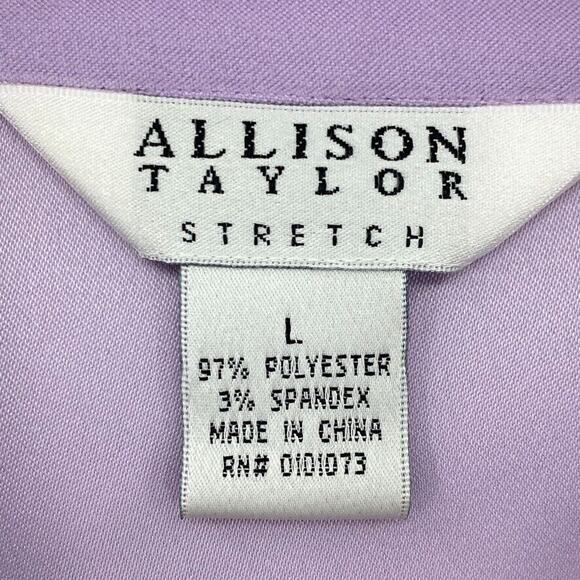 ALLISON
TAYLOR
STRETCH
L
97% POLYESTER
3% SPANDEX
MADE IN CHINA
RN# 0101073